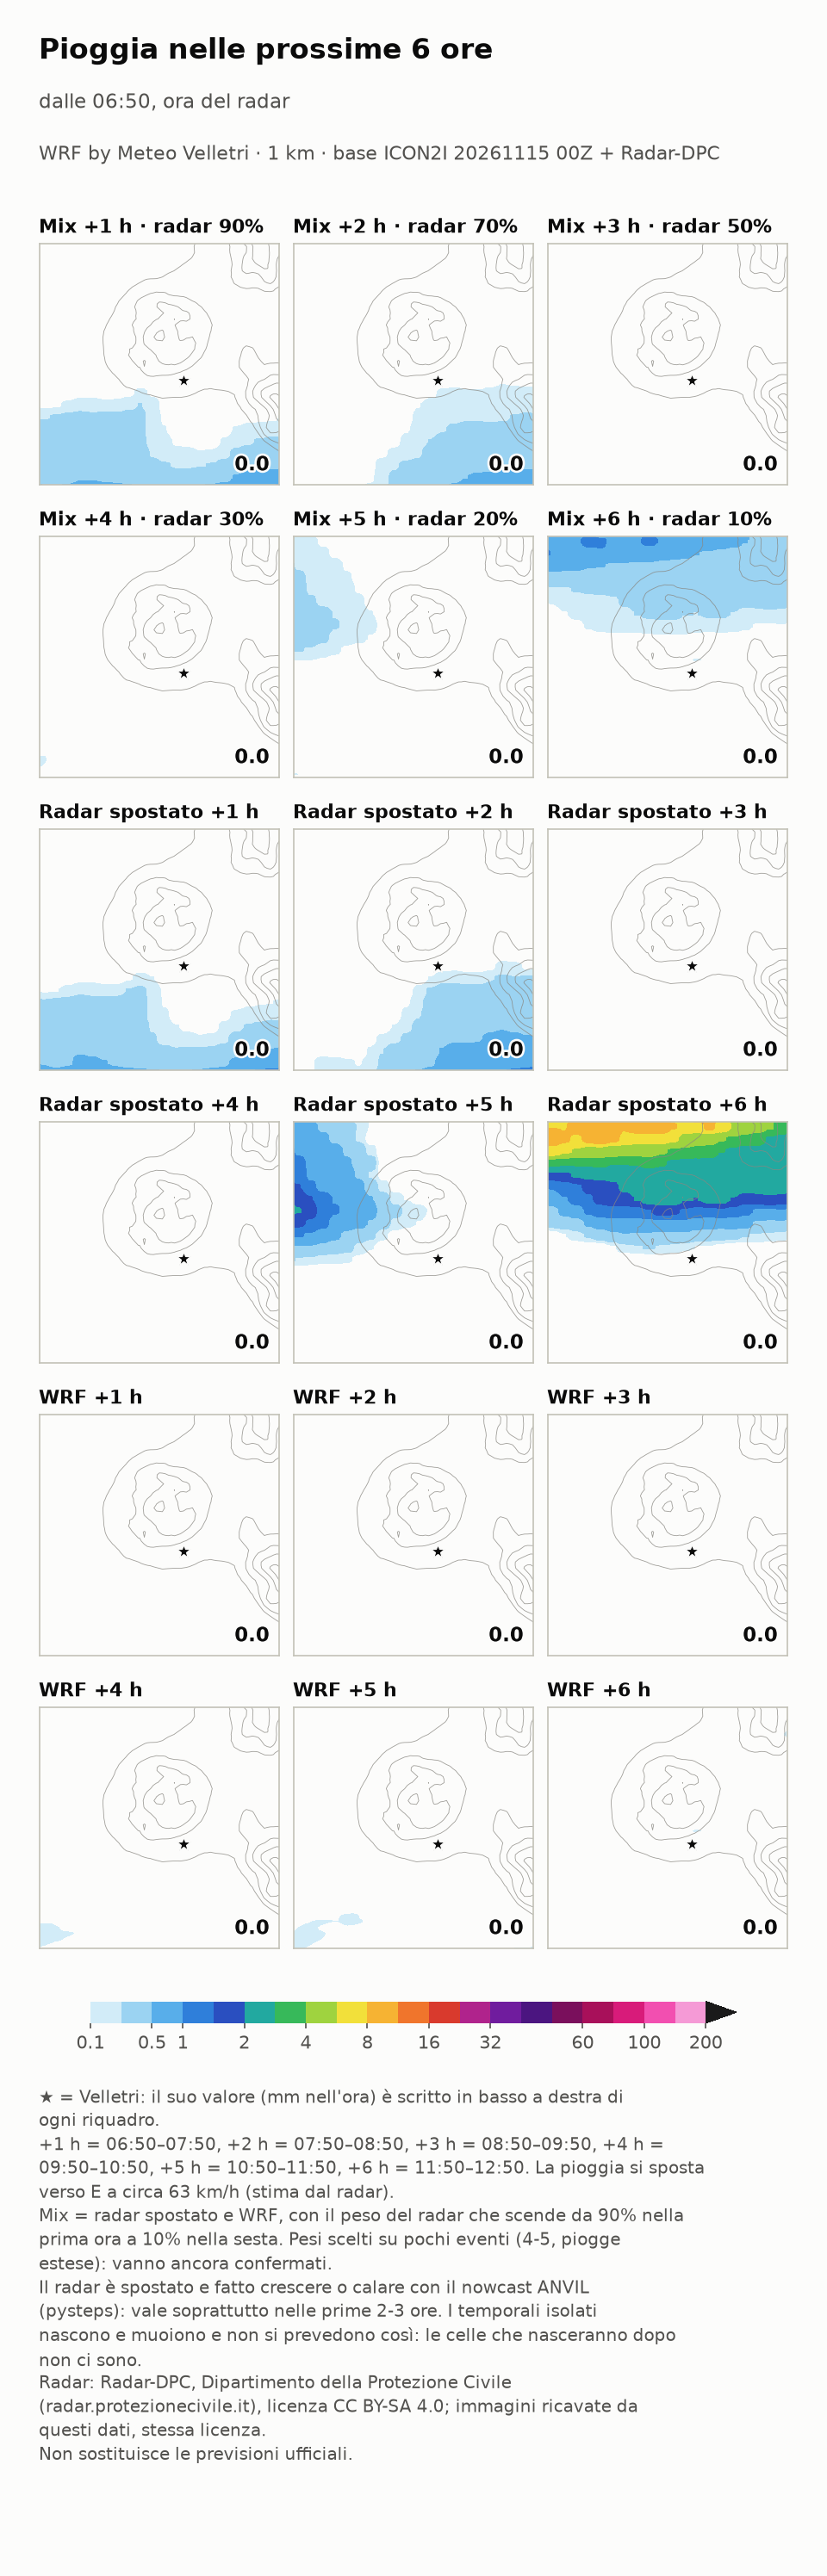 Pioggia nelle prossime 6 ore
dalle 06:50, ora del radar
WRF by Meteo Velletri · 1 km · base ICON2I 20261115 00Z + Radar-DPC
Mix +1 h · radar 90%
Mix +2 h · radar 70%
Mix +3 h · radar 50%
0.0
0.0
0.0
Mix +4 h · radar 30%
Mix +5 h · radar 20%
Mix +6 h · radar 10%
0.0
0.0
0.0
Radar spostato +1 h
Radar spostato +2 h
Radar spostato +3 h
0.0
0.0
0.0
Radar spostato +4 h
Radar spostato +5 h
Radar spostato +6 h
0.0
0.0
0.0
WRF +1 h
WRF +2 h
WRF +3 h
0.0
0.0
0.0
WRF +4 h
WRF +5 h
WRF +6 h
0.0
0.0
0.0
0.1 0.5 1 2 4 8 16 32 60 100 200
★ = Velletri: il suo valore (mm nell'ora) è scritto in basso a destra di
ogni riquadro.
+1 h = 06:50–07:50, +2 h = 07:50–08:50, +3 h = 08:50–09:50, +4 h =
09:50–10:50, +5 h = 10:50–11:50, +6 h = 11:50–12:50. La pioggia si sposta
verso E a circa 63 km/h (stima dal radar).
Mix = radar spostato e WRF, con il peso del radar che scende da 90% nella
prima ora a 10% nella sesta. Pesi scelti su pochi eventi (4-5, piogge
estese): vanno ancora confermati.
Il radar è spostato e fatto crescere o calare con il nowcast ANVIL
(pysteps): vale soprattutto nelle prime 2-3 ore. I temporali isolati
nascono e muoiono e non si prevedono così: le celle che nasceranno dopo
non ci sono.
Radar: Radar-DPC, Dipartimento della Protezione Civile
(radar.protezionecivile.it), licenza CC BY-SA 4.0; immagini ricavate da
questi dati, stessa licenza.
Non sostituisce le previsioni ufficiali.